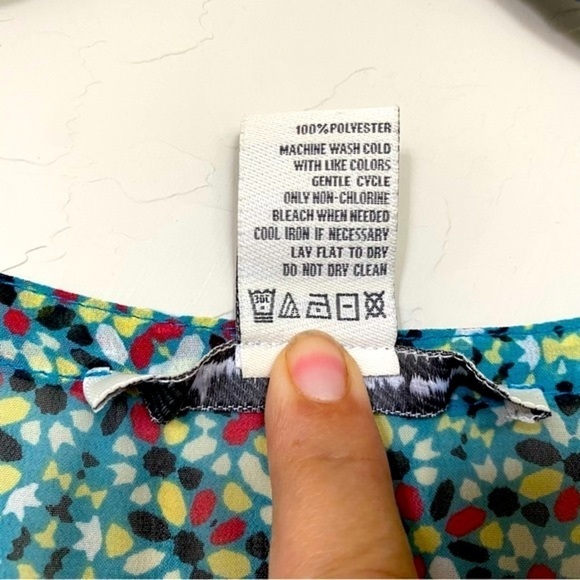 100% POLYESTER
MACHINE WASH COLD
WITH LIKE COLORS
GENTLE CYCLE
ONLY NON-CHLORINE
BLEACH WHEN NEEDED
COOL IRON IF NECESSARY
LAY FLAT TO DRY
DO NOT DRY CLEAN
30C